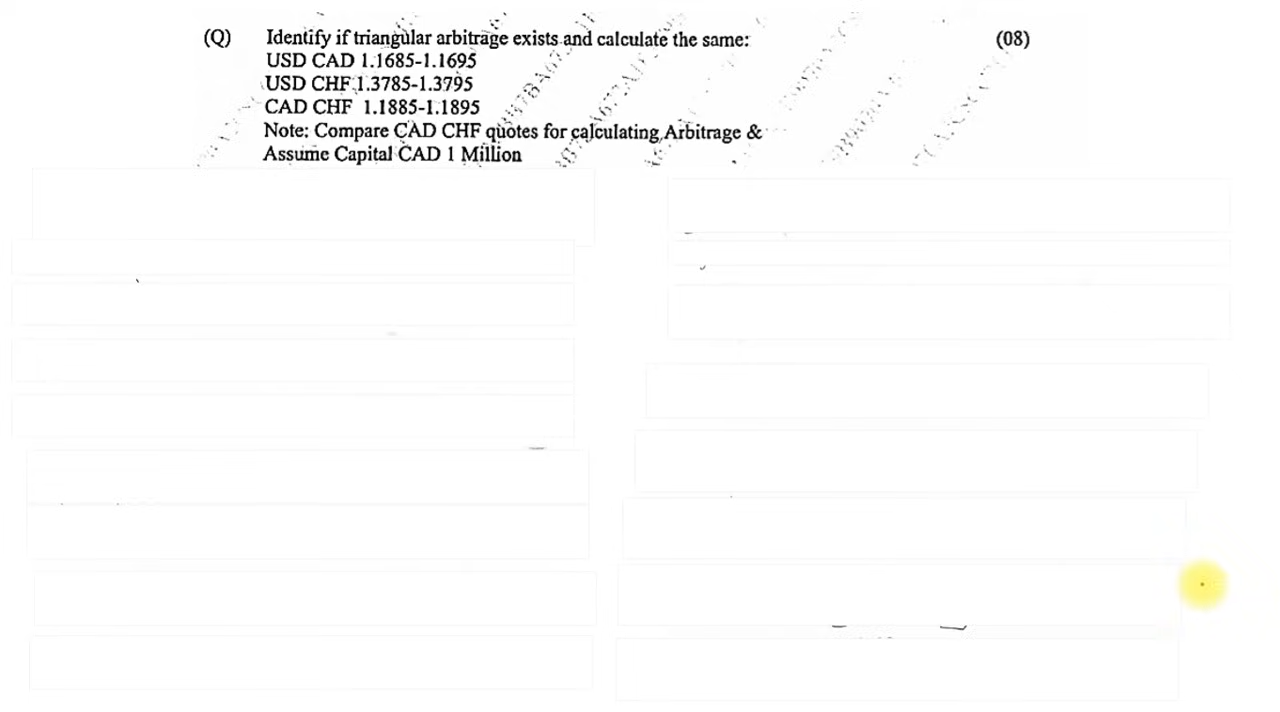 (Q) Identify if triangular arbitrage exists and calculate the same: (08)
USD CAD 1.1685-1.1695
USD CHF 1.3785-1.3795
CAD CHF 1.1885-1.1895
Note: Compare CAD CHF quotes for calculating Arbitrage &
Assume Capital CAD 1 Million